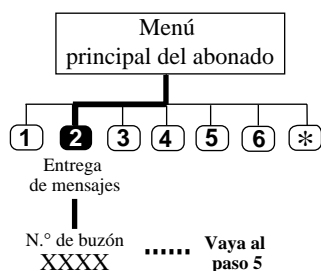 Menú
principal del abonado
1 2 3 4 5 6 *
Entrega
de mensajes
N.° de buzón ...... Vaya al
XXXX paso 5